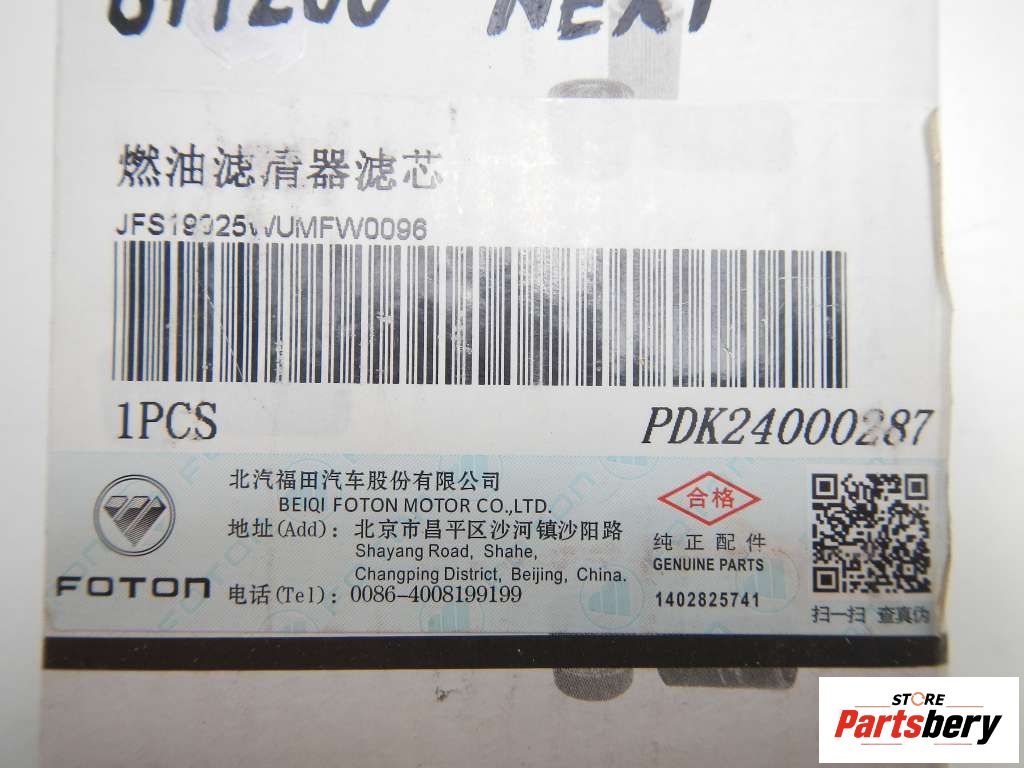 NEXT
燃油滤清器滤芯
1PCS
PDK24000287
北汽福田汽车股份有限公司
BEIQI FOTON MOTOR CO.,LTD.
地址(Add)：北京市昌平区沙河镇沙阳路
Shayang Road, Shahe,
Changping District, Beijing, China.
电话(Tel)：0086-4008199199
FOTON
合格
纯正配件
GENUINE PARTS
1402825741
扫一扫 查真伪
STORE
Partsbery